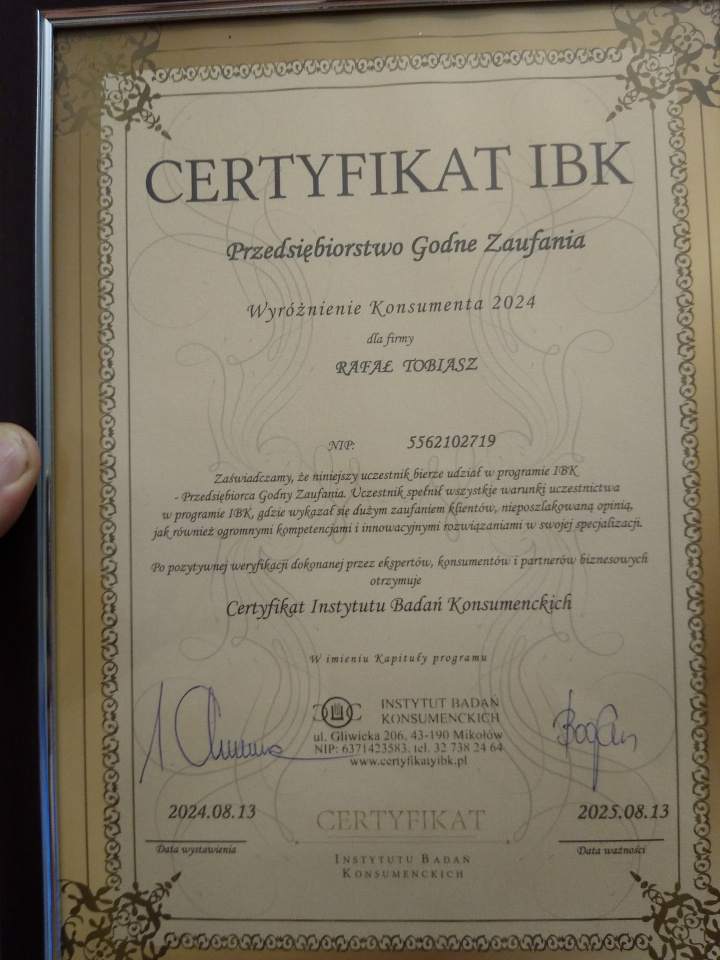 CERTYFIKAT IBK
Przedsiębiorstwo Godne Zaufania
Wyróżnienie Konsumenta 2024
dla firmy
RAFAŁ TOBIASZ
NIP: 5562102719
Zaświadczamy, że niniejszy uczestnik bierze udział w programie IBK
- Przedsiębiorca Godny Zaufania. Uczestnik spełnił wszystkie warunki uczestnictwa
w programie IBK, gdzie wykazał się dużym zaufaniem klientów, nieposzlakowaną opinią,
jak również ogromnymi kompetencjami i innowacyjnymi rozwiązaniami w swojej specjalizacji.
Po pozytywnej weryfikacji dokonanej przez ekspertów, konsumentów i partnerów biznesowych
otrzymuje
Certyfikat Instytutu Badań Konsumenckich
W imieniu Kapituły programu
INSTYTUT BADAŃ
KONSUMENCKICH
ul. Gliwicka 206, 43-190 Mikołów
NIP: 6371423583, tel. 32 738 24 64
www.certyfikatyibk.pl
2024.08.13
Data wystawienia
CERTYFIKAT
INSTYTUTU BADAŃ
KONSUMENCKICH
2025.08.13
Data ważności